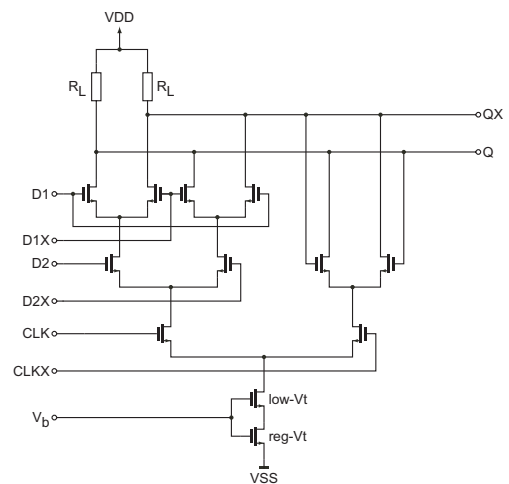 VDD
RL RL
QX
Q
D1
D1X
D2
D2X
CLK
CLKX
low-Vt
Vb
reg-Vt
VSS